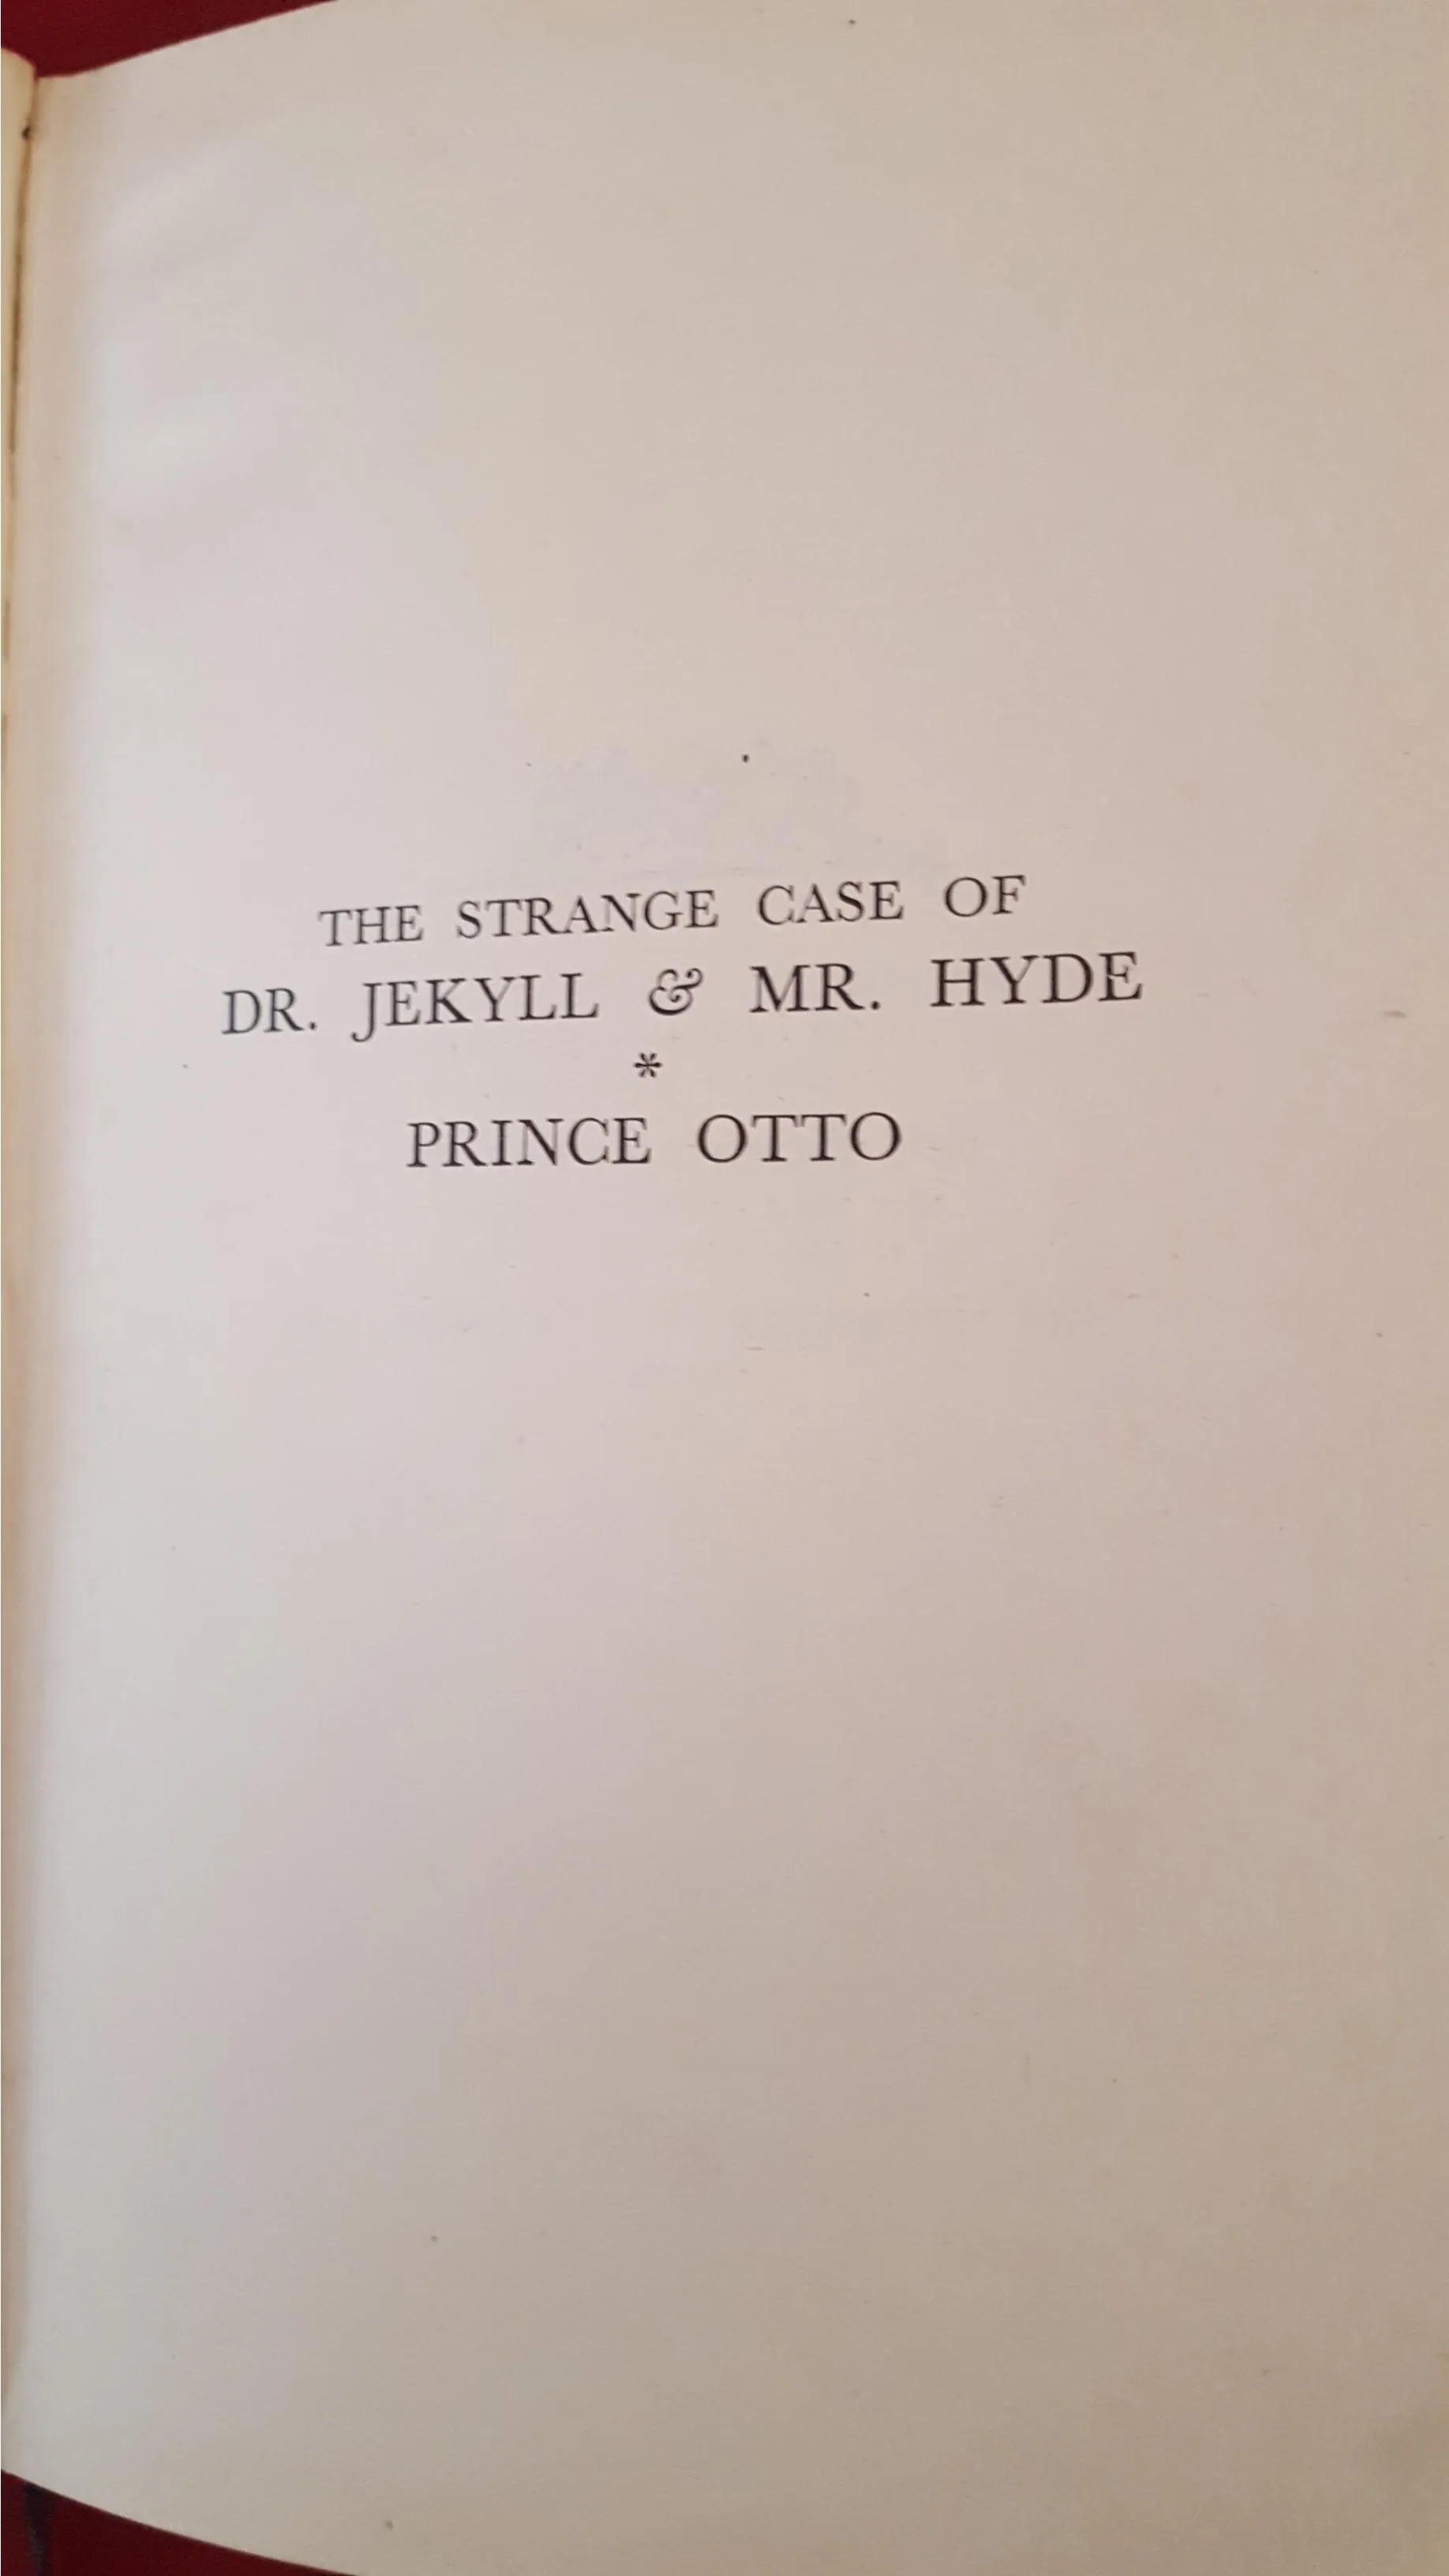 THE STRANGE CASE OF
DR. JEKYLL & MR. HYDE
*
PRINCE OTTO